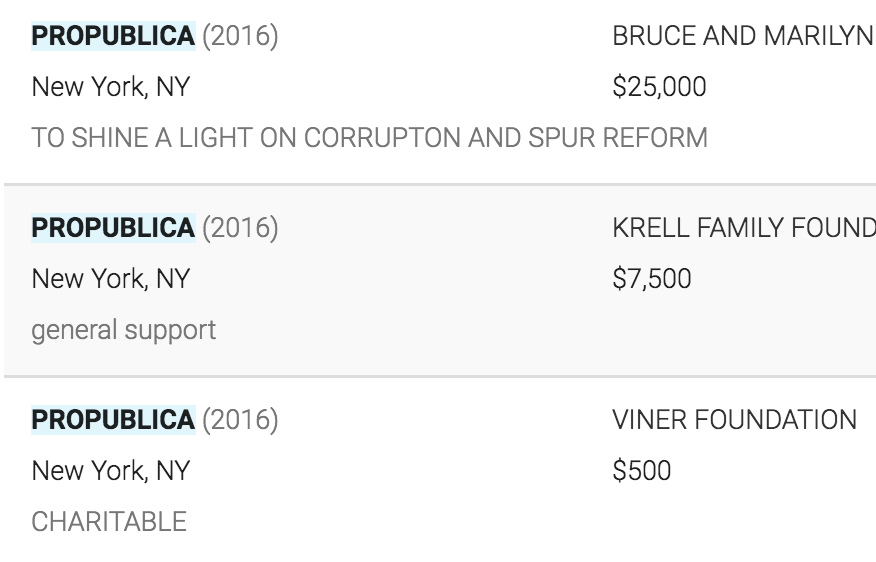 PROPUBLICA (2016)
BRUCE AND MARILYN
New York, NY
$25,000
TO SHINE A LIGHT ON CORRUPTON AND SPUR REFORM
PROPUBLICA (2016)
KRELL FAMILY FOUND
New York, NY
$7,500
general support
PROPUBLICA (2016)
VINER FOUNDATION
New York, NY
$500
CHARITABLE